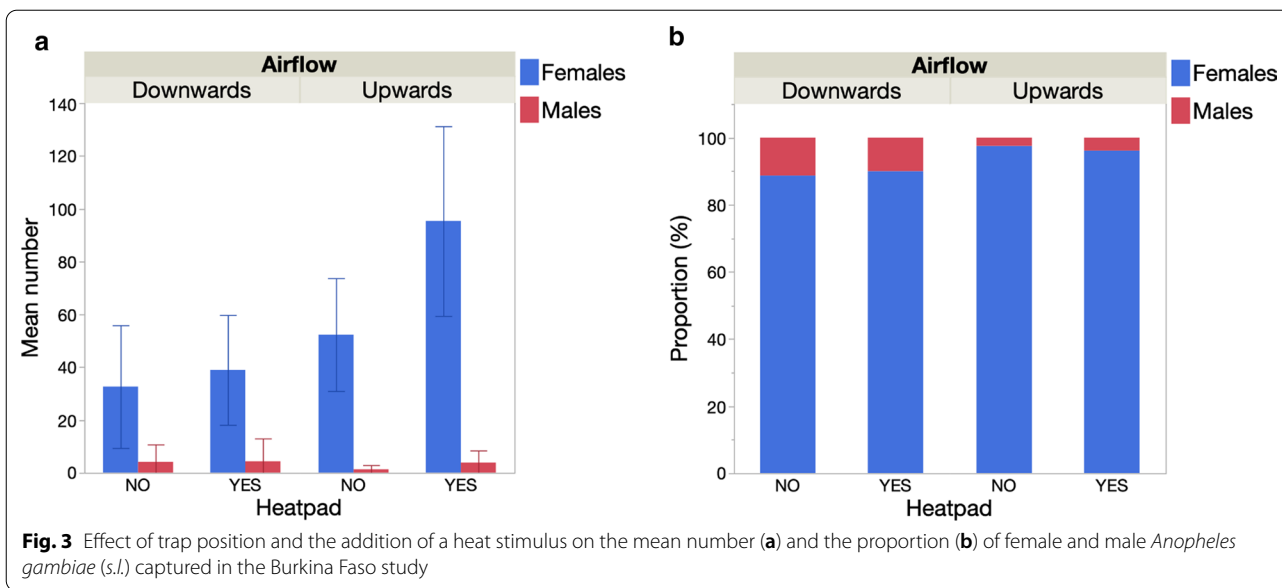 a
Airflow
Downwards Upwards
Females
Males
Mean number
140
120
100
80
60
40
20
0
NO YES NO YES
Heatpad
b
Airflow
Downwards Upwards
Females
Males
Proportion (%)
100
80
60
40
20
0
NO YES NO YES
Heatpad
Fig. 3 Effect of trap position and the addition of a heat stimulus on the mean number (a) and the proportion (b) of female and male Anopheles
gambiae (s.l.) captured in the Burkina Faso study